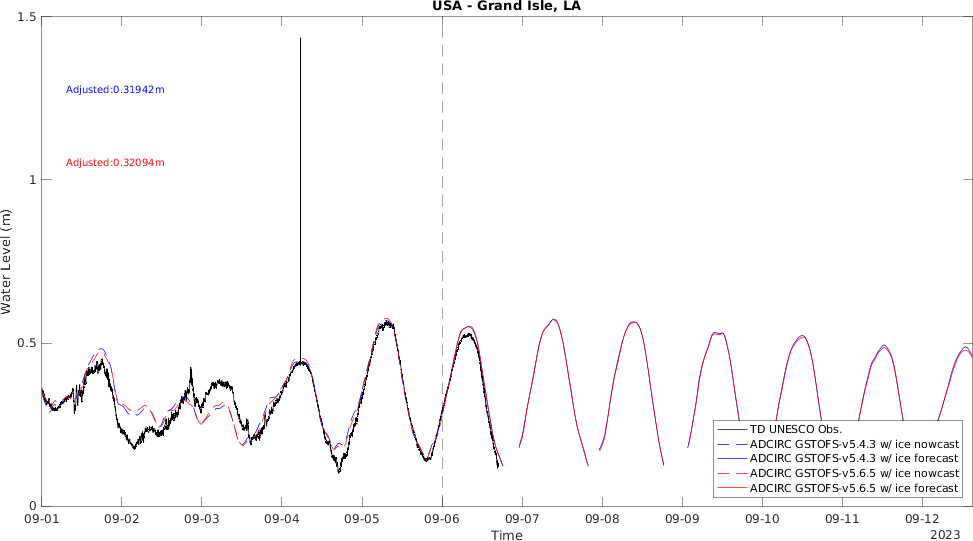 USA - Grand Isle, LA
1.5
Adjusted:0.31942m
Adjusted:0.32094m
1
Water Level (m)
0.5
TD UNESCO Obs.
ADCIRC GSTOFS-v5.4.3 w/ ice nowcast
ADCIRC GSTOFS-v5.4.3 w/ ice forecast
ADCIRC GSTOFS-v5.6.5 w/ ice nowcast
ADCIRC GSTOFS-v5.6.5 w/ ice forecast
0
09-01 09-02 09-03 09-04 09-05 09-06 09-07 09-08 09-09 09-10 09-11 09-12
Time
2023